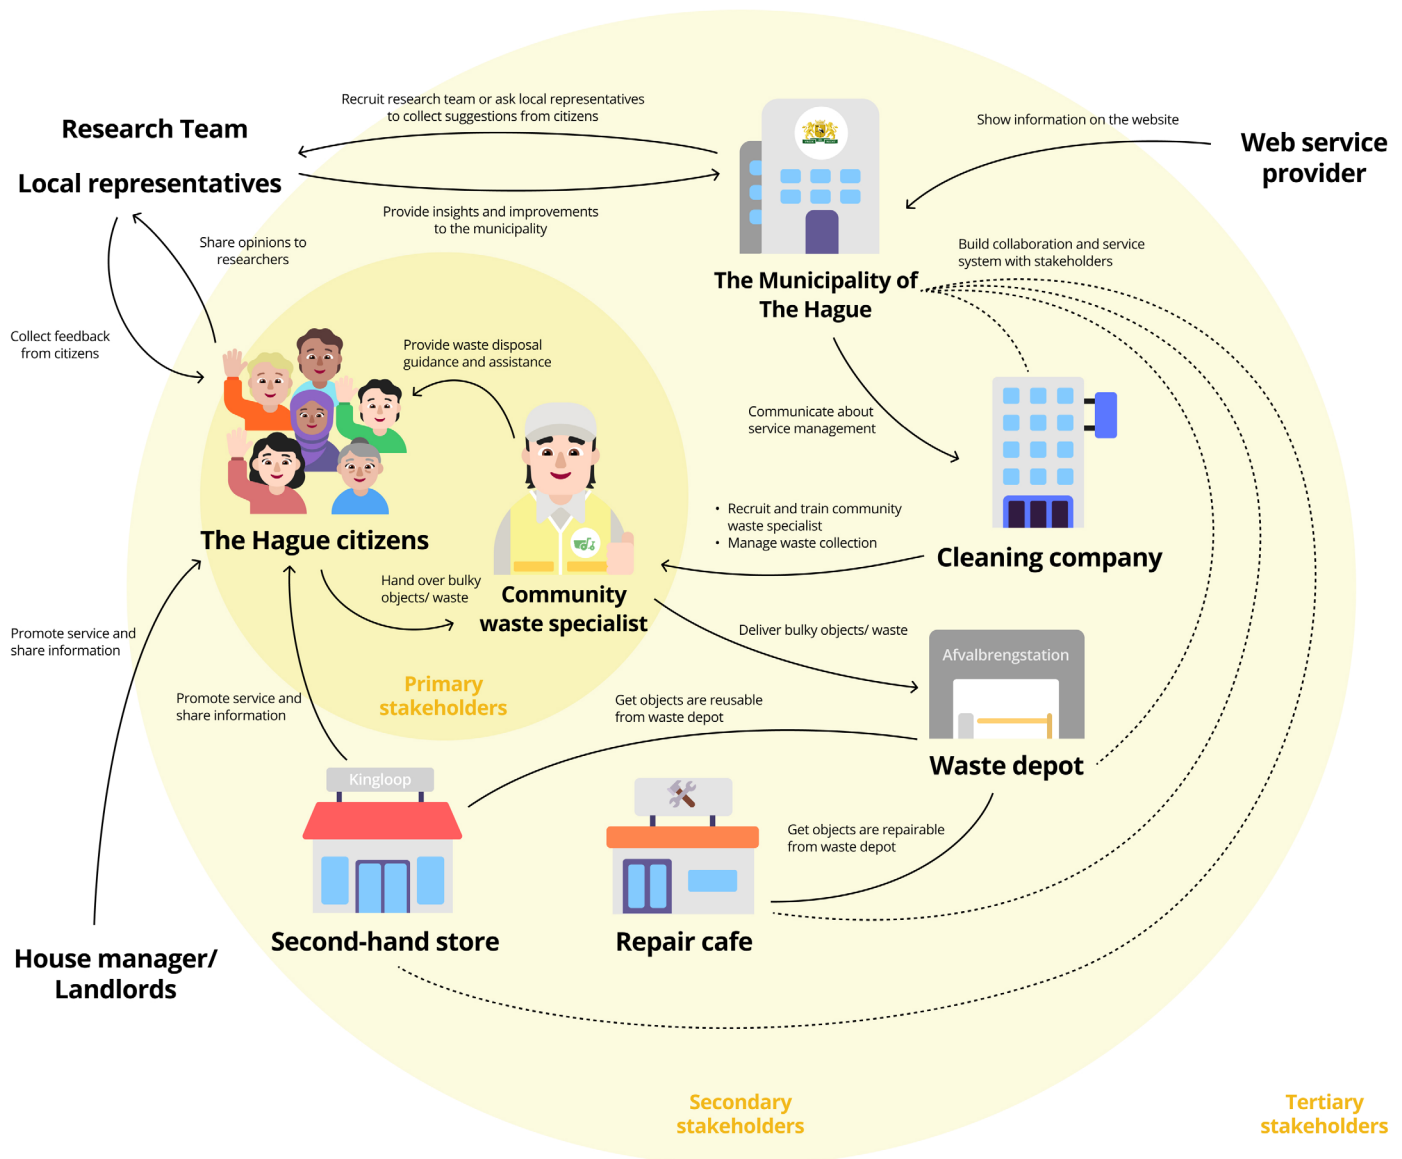 Recruit research team or ask local representatives
to collect suggestions from citizens
Research Team
Local representatives
Show information on the website
Web service
provider
Provide insights and improvements
to the municipality
Share opinions to
researchers
Build collaboration and service
system with stakeholders
The Municipality of
The Hague
Collect feedback
from citizens
Provide waste disposal
guidance and assistance
Communicate about
service management
• Recruit and train community
waste specialist
• Manage waste collection
The Hague citizens
Cleaning company
Hand over bulky
objects/ waste
Community
waste specialist
Promote service and
share information
Deliver bulky objects/ waste
Afvalbrengstation
Primary
stakeholders
Promote service and
share information
Get objects are reusable
from waste depot
Waste depot
Kingloop
Get objects are repairable
from waste depot
Second-hand store
Repair cafe
House manager/
Landlords
Secondary
stakeholders
Tertiary
stakeholders